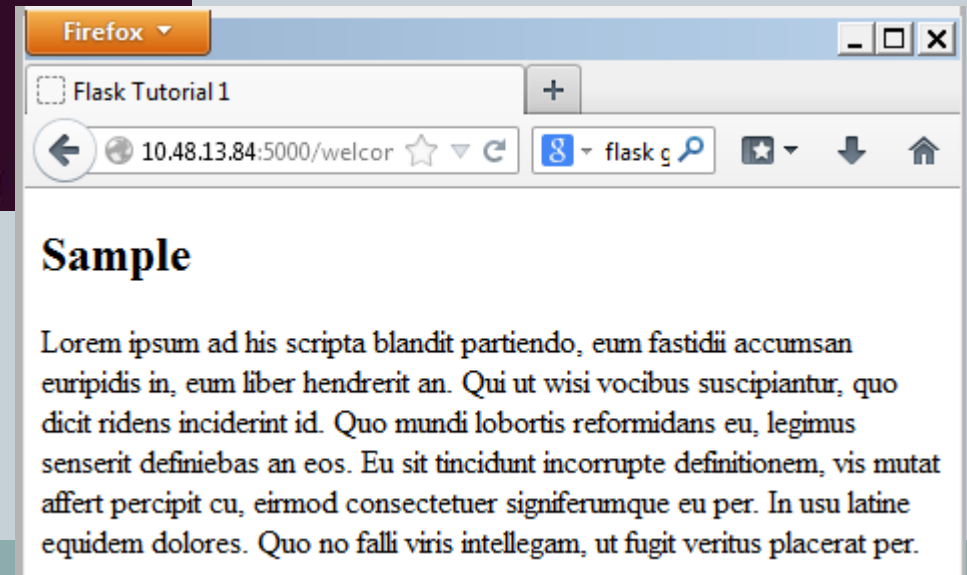 Firefox
Flask Tutorial 1
10.48.13.84:5000/welcor
8 flask g
Sample
Lorem ipsum ad his scripta blandit partiendo, eum fastidii accumsan
euripidis in, eum liber hendrerit an. Qui ut wisi vocibus suscipiantur, quo
dicit ridens inciderint id. Quo mundi lobortis reformidans eu, legimus
senserit definiebas an eos. Eu sit tincidunt incorrupte definitionem, vis mutat
affert percipit cu, eirmod consectetuer signiferumque eu per. In usu latine
equidem dolores. Quo no falli viris intellegam, ut fugit veritus placerat per.